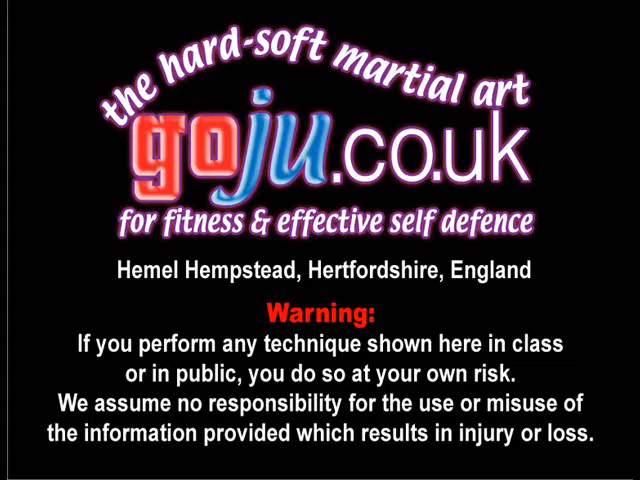 the hard-soft martial art
goju.co.uk
for fitness & effective self defence
Hemel Hempstead, Hertfordshire, England
Warning:
If you perform any technique shown here in class
or in public, you do so at your own risk.
We assume no responsibility for the use or misuse of
the information provided which results in injury or loss.